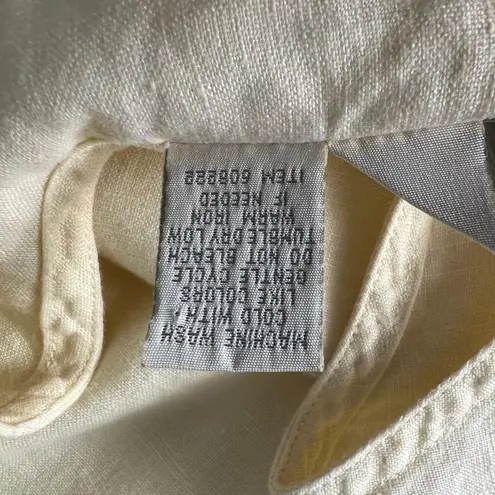 MACHINE WASH
COLD WITH,
LIKE COLORS
GENTLE CYCLE
DO NOT BLEACH
TUMBLE DRY LOW
WARM IRON
IF NEEDED
ITEM 608222